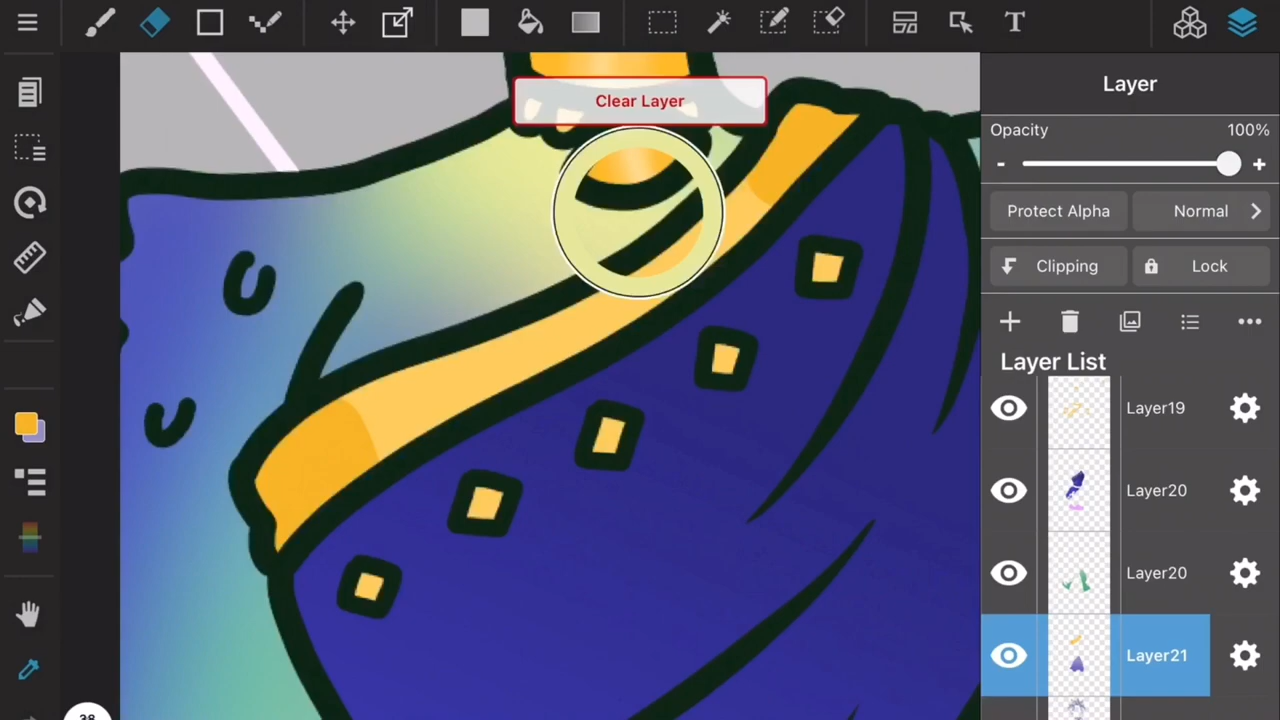 T
Clear Layer
Layer
Opacity 100%
- +
Protect Alpha Normal
Clipping Lock
Layer List
Layer19
Layer20
Layer20
Layer21
38